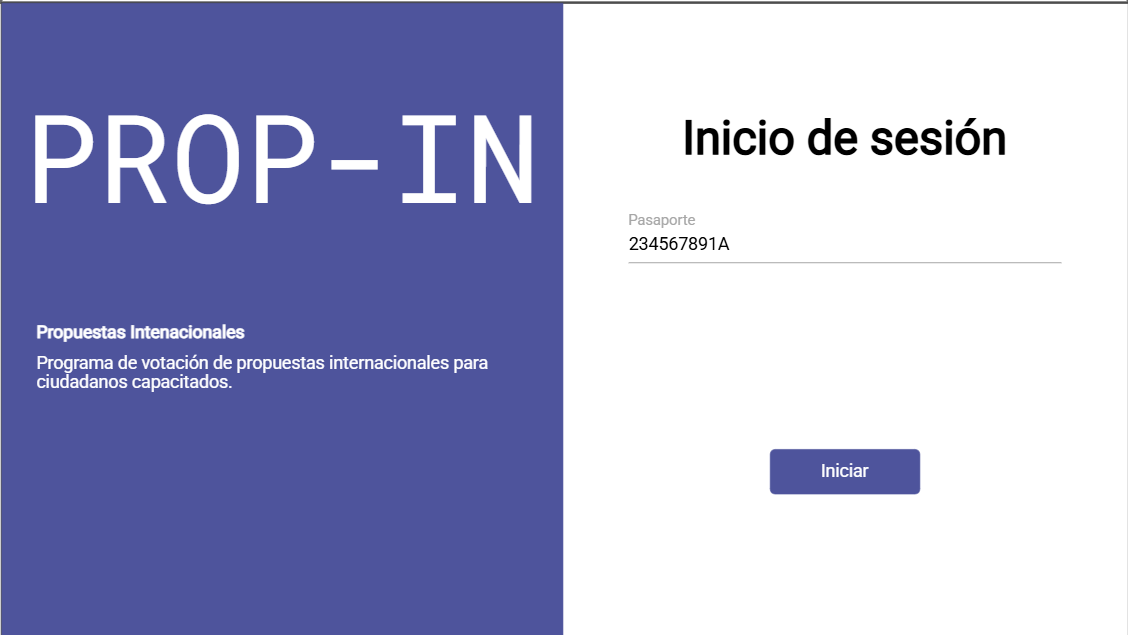 PROP-IN
Propuestas Intenacionales
Programa de votación de propuestas internacionales para
ciudadanos capacitados.
Inicio de sesión
Pasaporte
234567891A
Iniciar